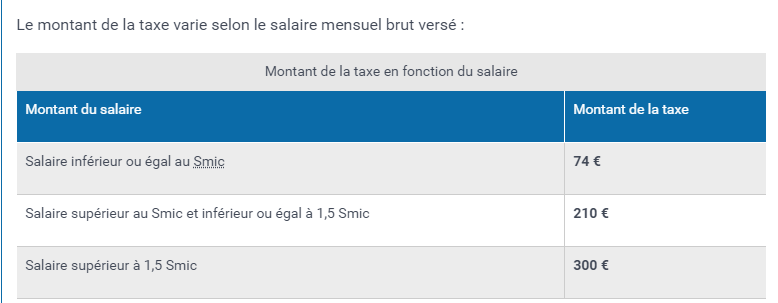 Le montant de la taxe varie selon le salaire mensuel brut versé :
Montant de la taxe en fonction du salaire
Montant du salaire Montant de la taxe
Salaire inférieur ou égal au Smic 74 €
Salaire supérieur au Smic et inférieur ou égal à 1,5 Smic 210 €
Salaire supérieur à 1,5 Smic 300 €